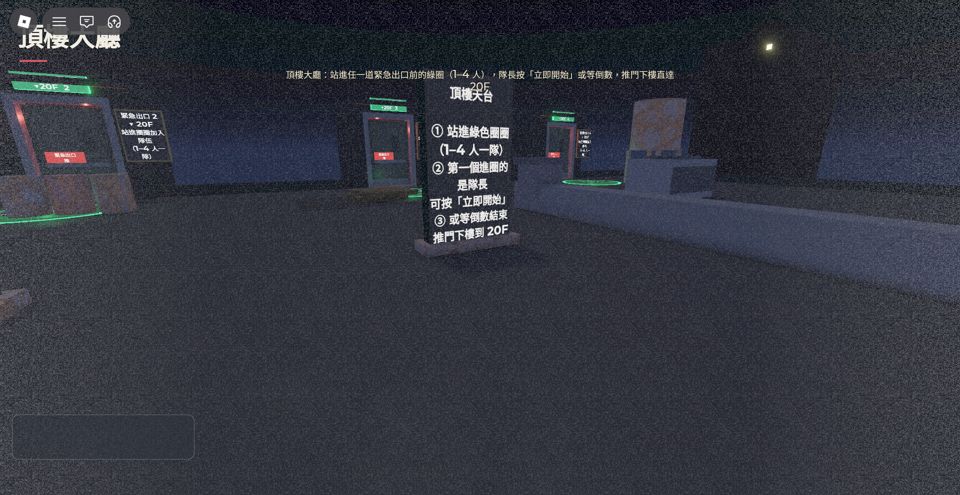 頂樓大廳
頂樓大廳：站進任一道緊急出口前的綠圈（1–4 人），隊長按「立即開始」或等倒數，推門下樓直達
20F
頂樓天台
① 站進綠色圈圈
（1–4 人一隊）
② 第一個進圈的
是隊長
可按「立即開始」
③ 或等倒數結束
推門下樓到 20F
▼20F 2
緊急出口 2
▼ 20F
站進圈圈加入
隊伍
（1–4 人一
隊）
緊急出口